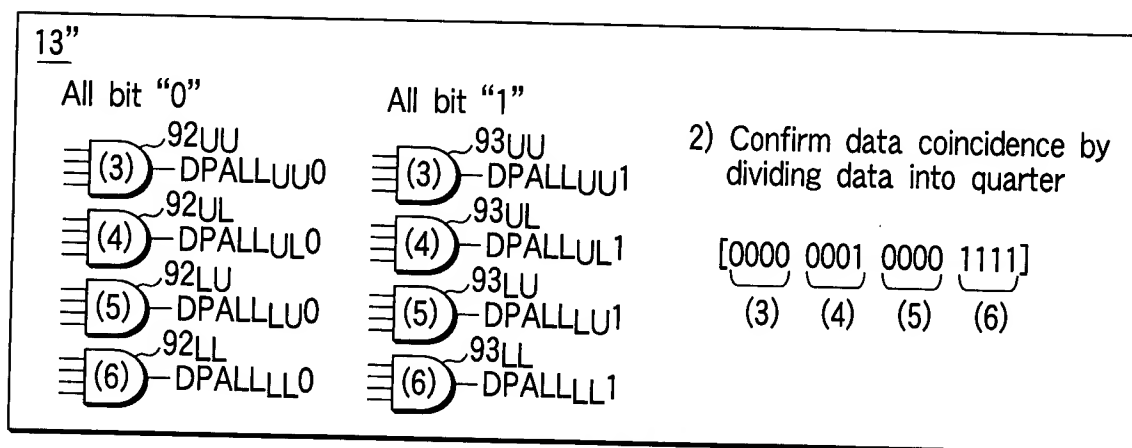 13”
All bit “0”
(3) 92UU DPALLUU0
(4) 92UL DPALLUL0
(5) 92LU DPALLLU0
(6) 92LL DPALLLL0
All bit “1”
(3) 93UU DPALLUU1
(4) 93UL DPALLUL1
(5) 93LU DPALLLU1
(6) 93LL DPALLLL1
2) Confirm data coincidence by
dividing data into quarter
[0000 0001 0000 1111]
(3) (4) (5) (6)